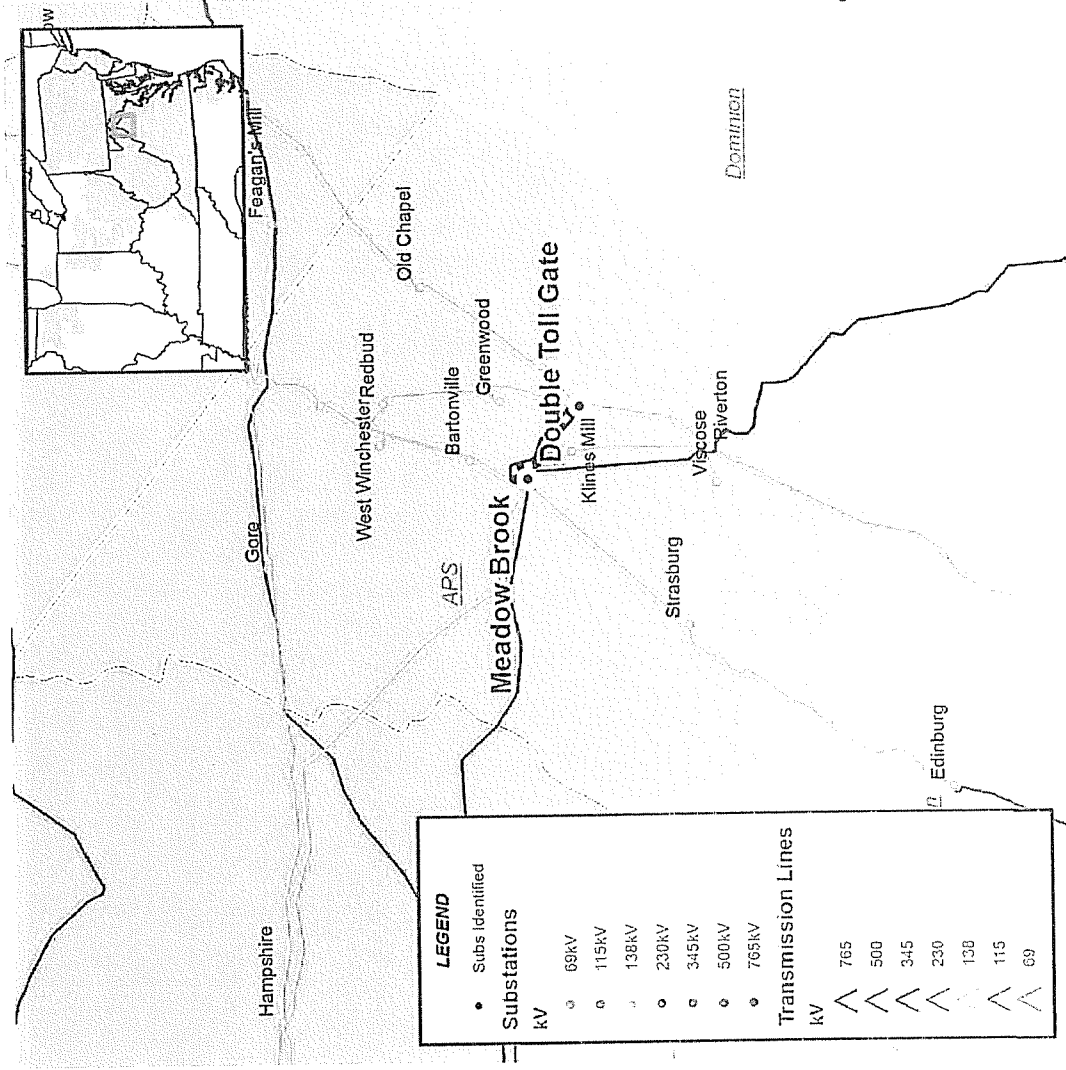 ow
Feagan's Mill
Dominion
Old Chapel
Double Toll Gate
Greenwood
Redbud
West Winchester
Bartonville
Riverton
Viscose
Klines Mill
Gore
Meadow Brook
APS
Strasburg
Edinburg
Hampshire
LEGEND
Subs Identified
Substations
kV
69kV
115kV
138kV
230kV
345kV
500kV
765kV
Transmission Lines
kV
765
500
345
230
138
115
69